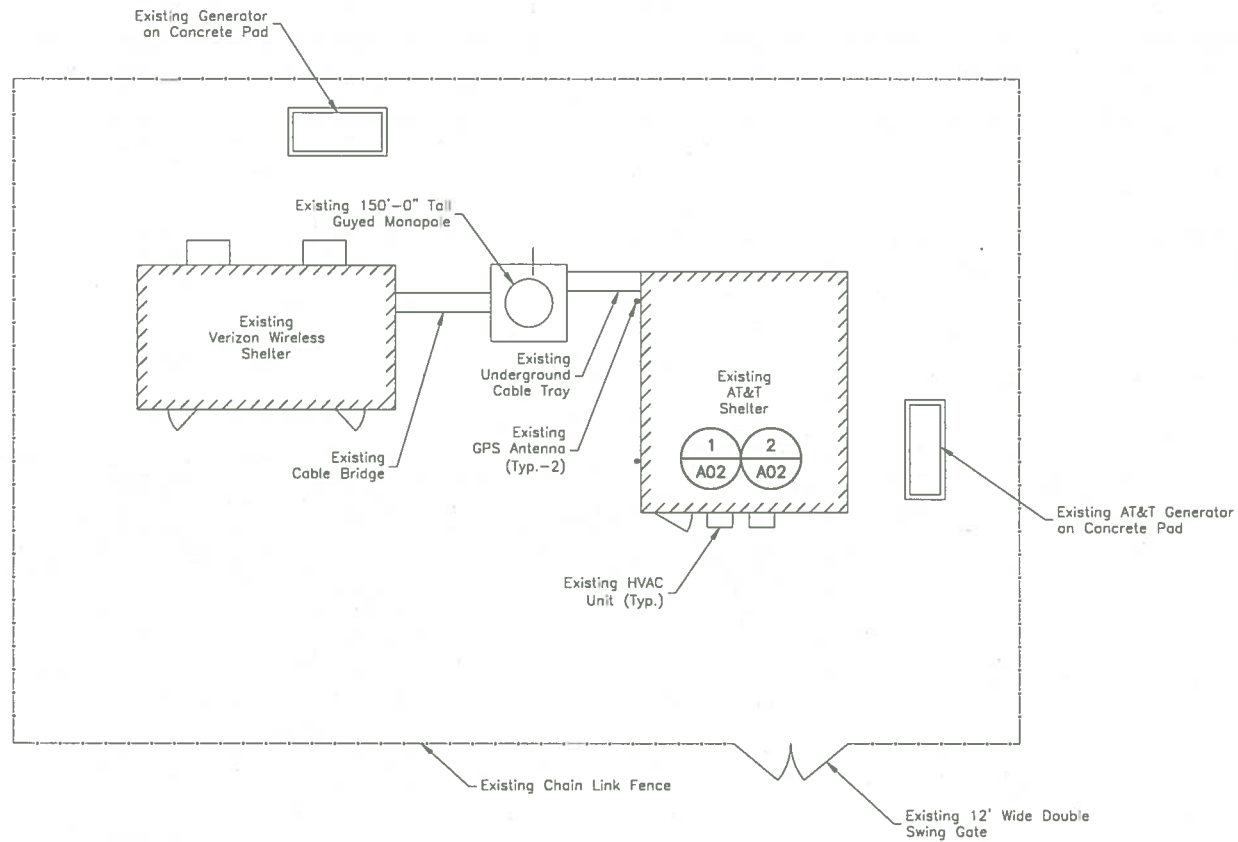 Existing Generator
on Concrete Pad
Existing 150'-0" Tall
Guyed Monopole
Existing
Verizon Wireless
Shelter
Existing
Underground
Cable Tray
Existing
AT&T
Shelter
Existing
GPS Antenna
(Typ.-2)
Existing
Cable Bridge
1
A02
2
A02
Existing AT&T Generator
on Concrete Pad
Existing HVAC
Unit (Typ.)
Existing Chain Link Fence
Existing 12' Wide Double
Swing Gate